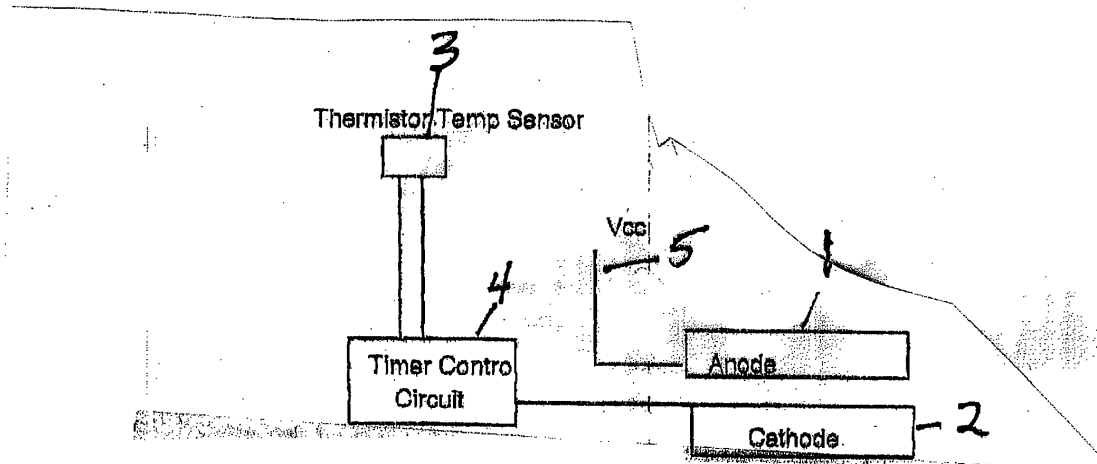 3
Thermistor Temp Sensor
Vcc
5
1
4
Timer Contro
Circuit
Anode
Cathode
2